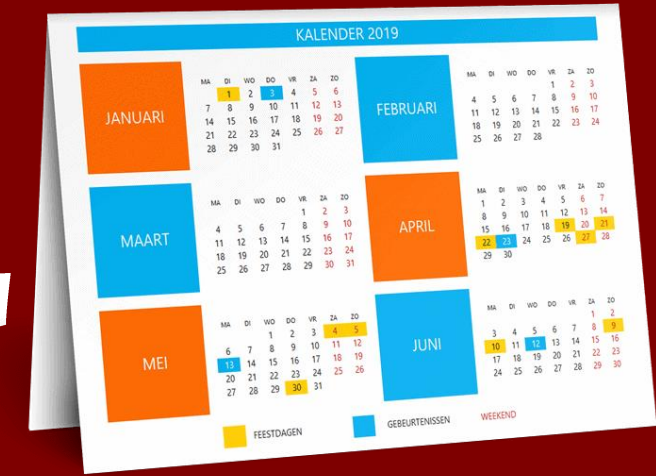 KALENDER 2019
JANUARI
MA DI WO DO VR ZA ZO
1 2 3 4 5 6
7 8 9 10 11 12 13
14 15 16 17 18 19 20
21 22 23 24 25 26 27
28 29 30 31
FEBRUARI
MA DI WO DO VR ZA ZO
1 2 3
4 5 6 7 8 9 10
11 12 13 14 15 16 17
18 19 20 21 22 23 24
25 26 27 28
MAART
MA DI WO DO VR ZA ZO
1 2 3
4 5 6 7 8 9 10
11 12 13 14 15 16 17
18 19 20 21 22 23 24
25 26 27 28 29 30 31
APRIL
MA DI WO DO VR ZA ZO
1 2 3 4 5 6 7
8 9 10 11 12 13 14
15 16 17 18 19 20 21
22 23 24 25 26 27 28
29 30
MEI
MA DI WO DO VR ZA ZO
1 2 3 4 5
6 7 8 9 10 11 12
13 14 15 16 17 18 19
20 21 22 23 24 25 26
27 28 29 30 31
JUNI
MA DI WO DO VR ZA ZO
1 2
3 4 5 6 7 8 9
10 11 12 13 14 15 16
17 18 19 20 21 22 23
24 25 26 27 28 29 30
FEESTDAGEN GEBEURTENISSEN WEEKEND